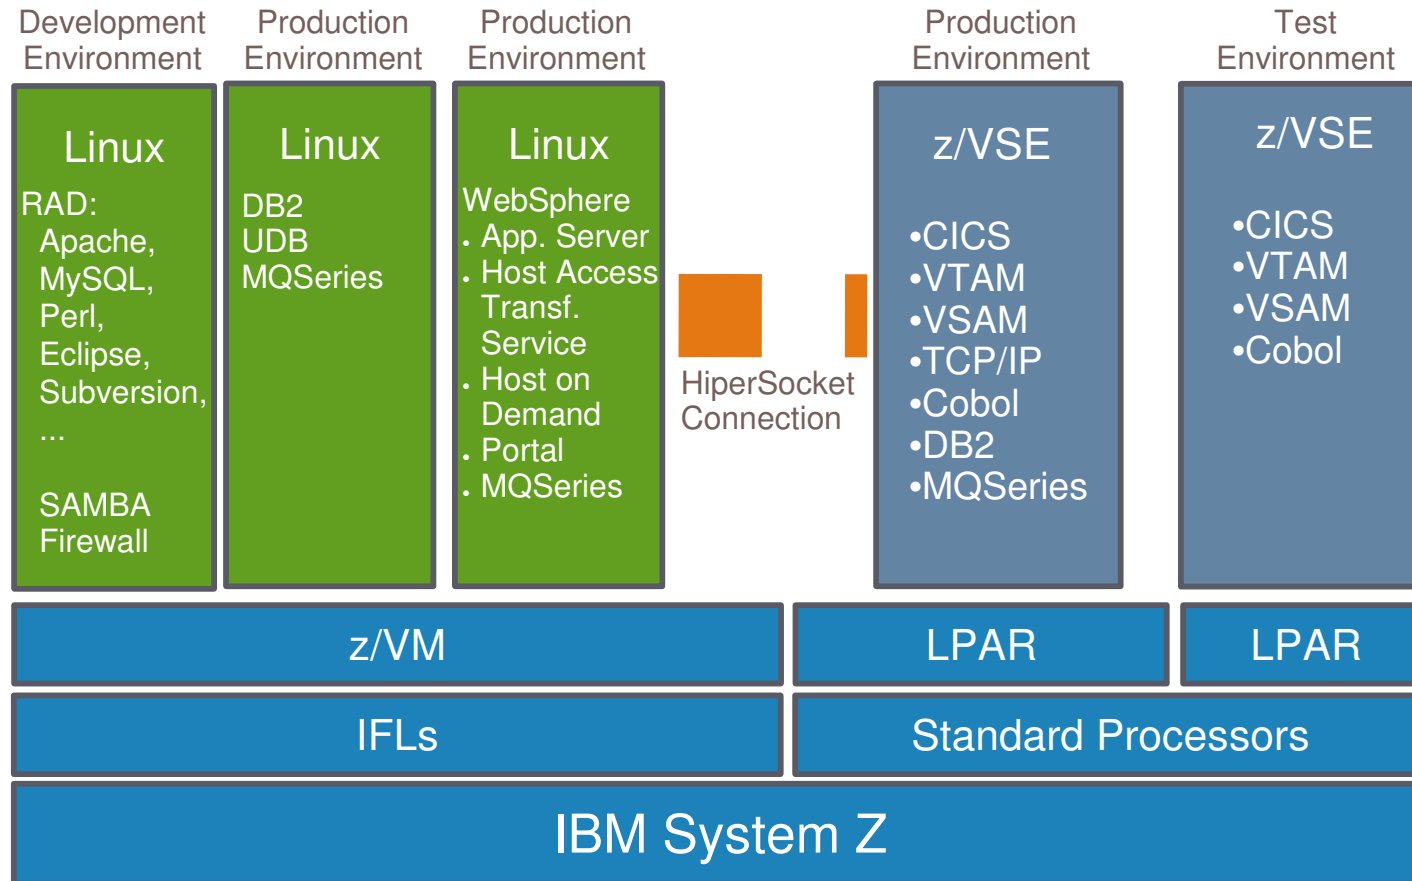 Development
Environment
Production
Environment
Production
Environment
Production
Environment
Test
Environment
Linux
RAD:
Apache,
MySQL,
Perl,
Eclipse,
Subversion,
...
SAMBA
Firewall
Linux
DB2
UDB
MQSeries
Linux
WebSphere
. App. Server
. Host Access
Transf.
Service
. Host on
Demand
. Portal
. MQSeries
HiperSocket
Connection
z/VSE
•CICS
•VTAM
•VSAM
•TCP/IP
•Cobol
•DB2
•MQSeries
z/VSE
•CICS
•VTAM
•VSAM
•Cobol
z/VM
LPAR
LPAR
IFLs
Standard Processors
IBM System Z